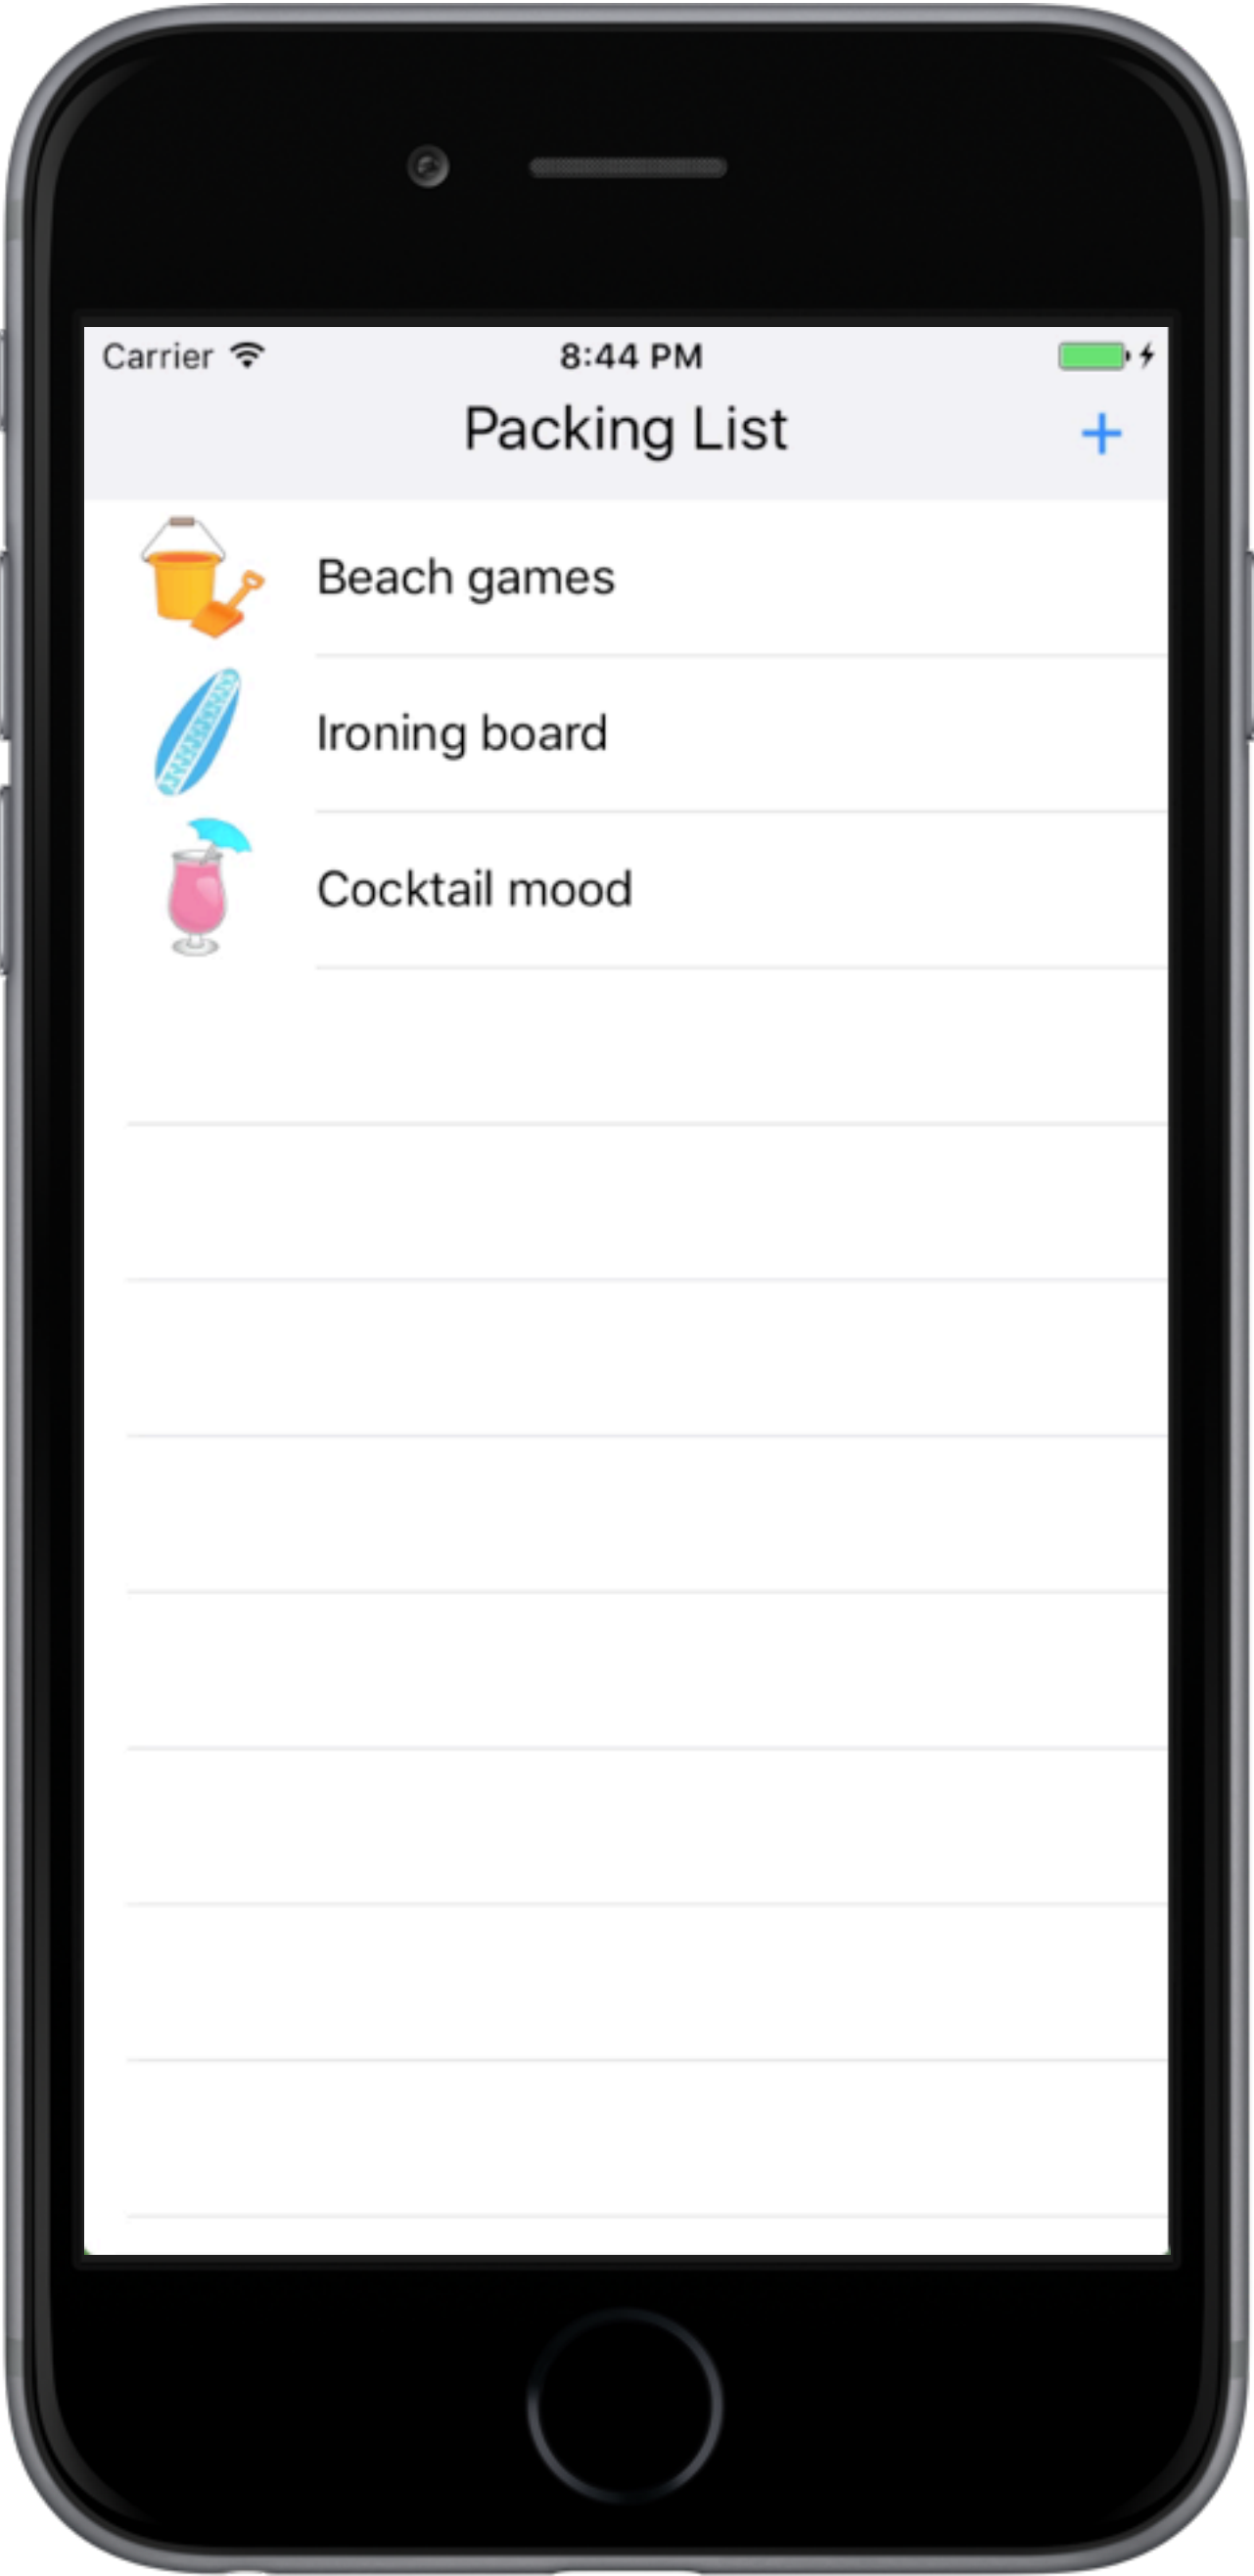 Carrier
8:44 PM
Packing List
+
Beach games
Ironing board
Cocktail mood